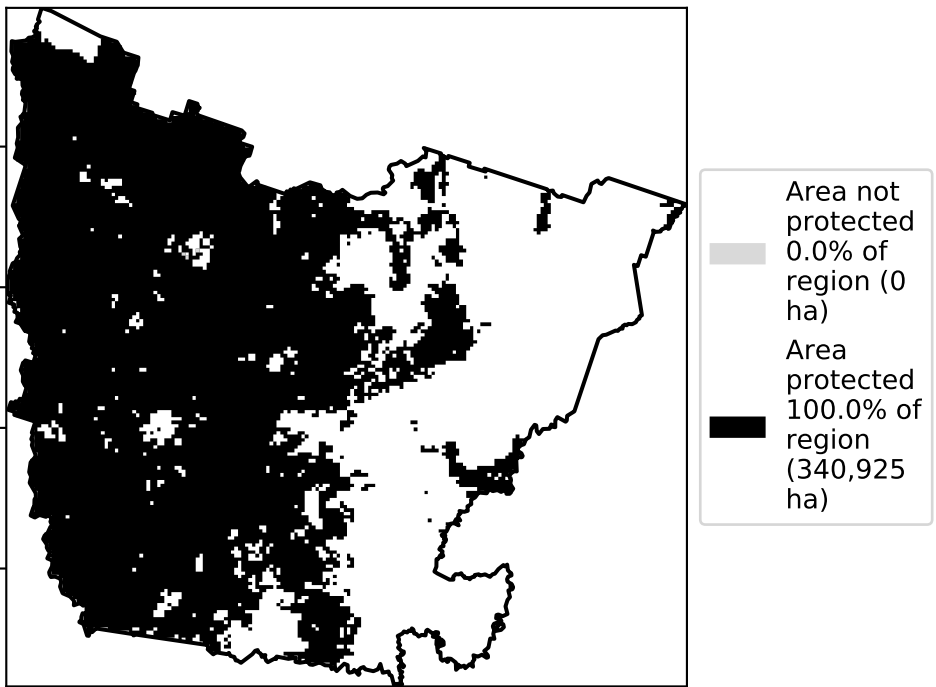 Area not
protected
0.0% of
region (0
ha)
Area
protected
100.0% of
region
(340,925
ha)